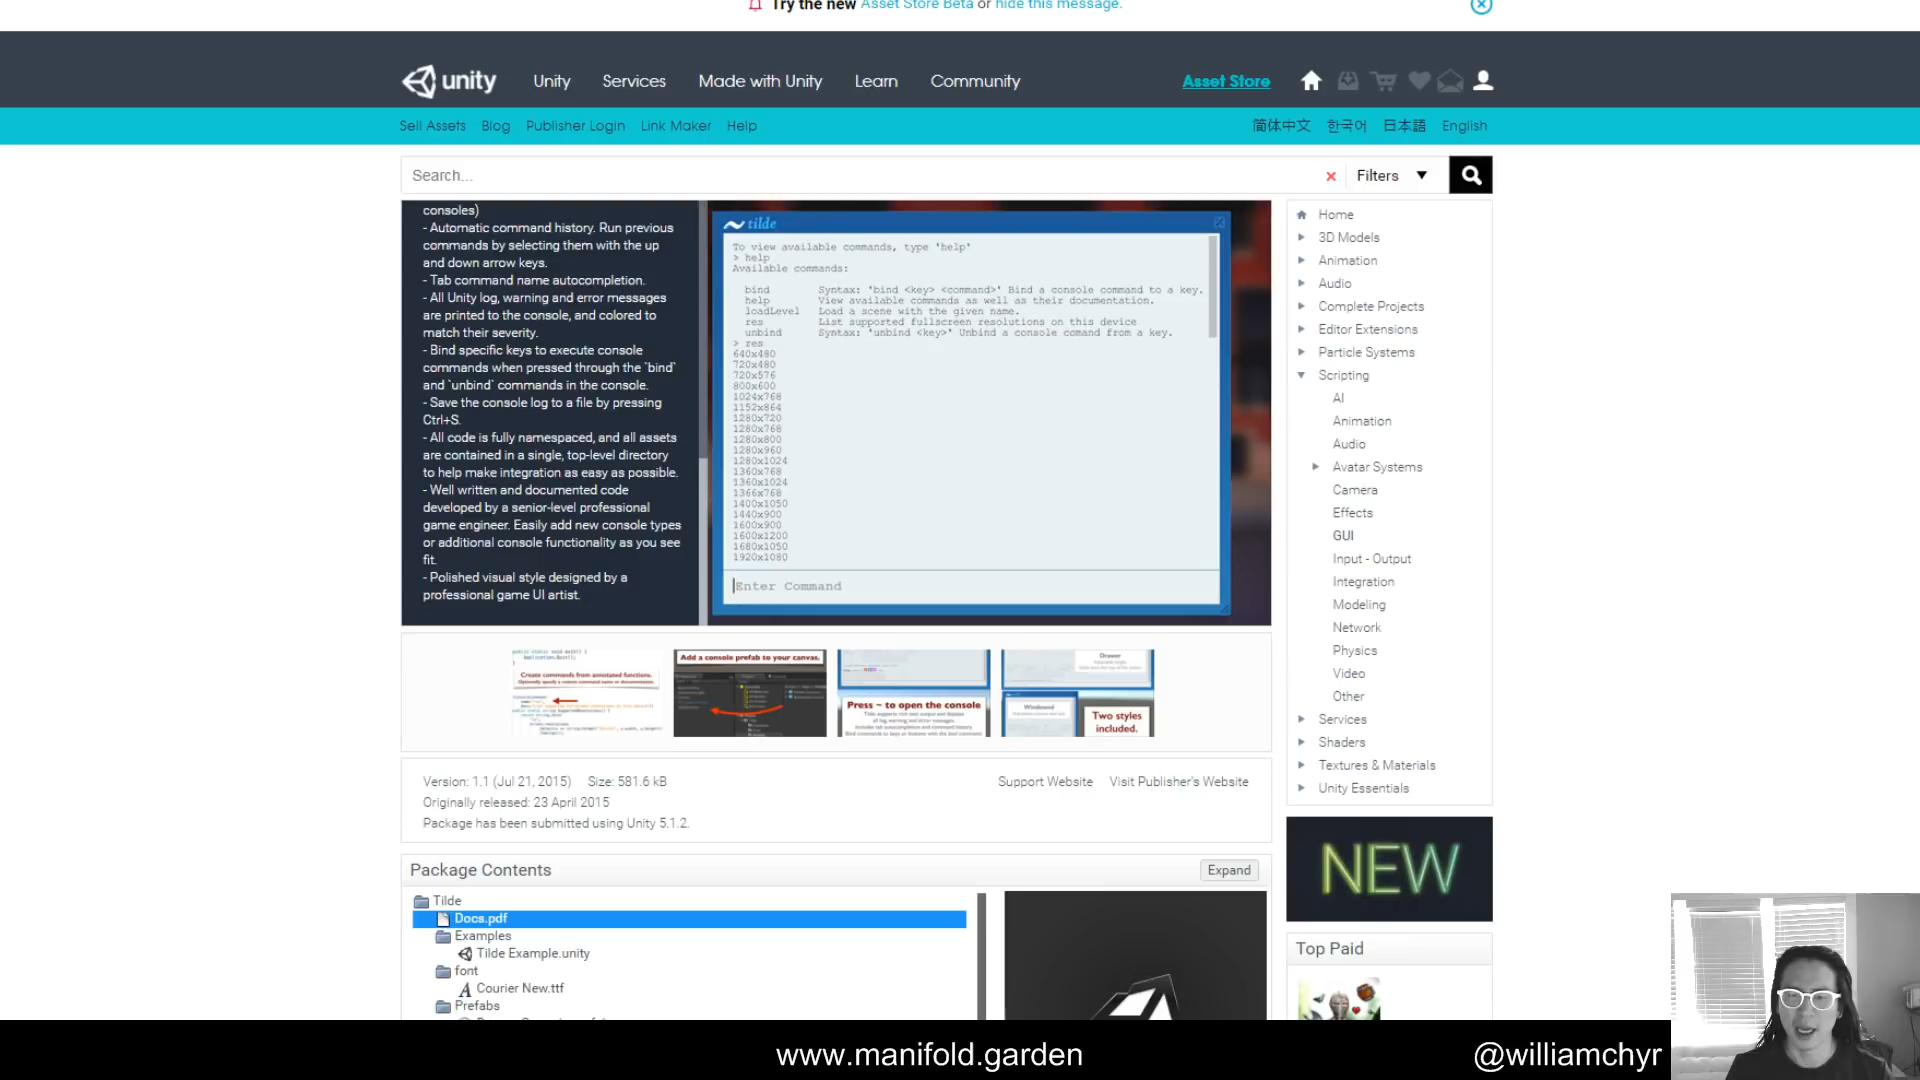 Try the new Asset Store Beta or hide this message.
unity
Unity Services Made with Unity Learn Community
Asset Store
Sell Assets Blog Publisher Login Link Maker Help
简体中文 한국어 日本語 English
Search...
Filters
consoles)
- Automatic command history. Run previous
commands by selecting them with the up
and down arrow keys.
- Tab command name autocompletion.
- All Unity log, warning and error messages
are printed to the console, and colored to
match their severity.
- Bind specific keys to execute console
commands when pressed through the `bind`
and `unbind` commands in the console.
- Save the console log to a file by pressing
Ctrl+S.
- All code is fully namespaced, and all assets
are contained in a single, top-level directory
to help make integration as easy as possible.
- Well written and documented code
developed by a senior-level professional
game engineer. Easily add new console types
or additional console functionality as you see
fit.
- Polished visual style designed by a
professional game UI artist.
tilde
To view available commands, type 'help'
> help
Available commands:
bind Syntax: 'bind <key> <command>' Bind a console command to a key.
help View available commands as well as their documentation.
loadLevel Load a scene with the given name.
res List supported fullscreen resolutions on this device
unbind Syntax: 'unbind <key>' Unbind a console comand from a key.
> res
640x480
720x480
720x576
800x600
1024x768
1152x864
1280x720
1280x768
1280x800
1280x960
1280x1024
1360x768
1360x1024
1366x768
1400x1050
1440x900
1600x900
1600x1200
1680x1050
1920x1080
Enter Command
Home
3D Models
Animation
Audio
Complete Projects
Editor Extensions
Particle Systems
Scripting
AI
Animation
Audio
Avatar Systems
Camera
Effects
GUI
Input - Output
Integration
Modeling
Network
Physics
Video
Other
Services
Shaders
Textures & Materials
Unity Essentials
Create commands from annotated functions.
Add a console prefab to your canvas.
Press ~ to open the console
Drawer
Windowed
Two styles
included.
Version: 1.1 (Jul 21, 2015) Size: 581.6 kB
Support Website Visit Publisher's Website
Originally released: 23 April 2015
Package has been submitted using Unity 5.1.2.
Package Contents
Expand
Tilde
Docs.pdf
Examples
Tilde Example.unity
font
Courier New.ttf
Prefabs
NEW
Top Paid
www.manifold.garden
@williamchyr